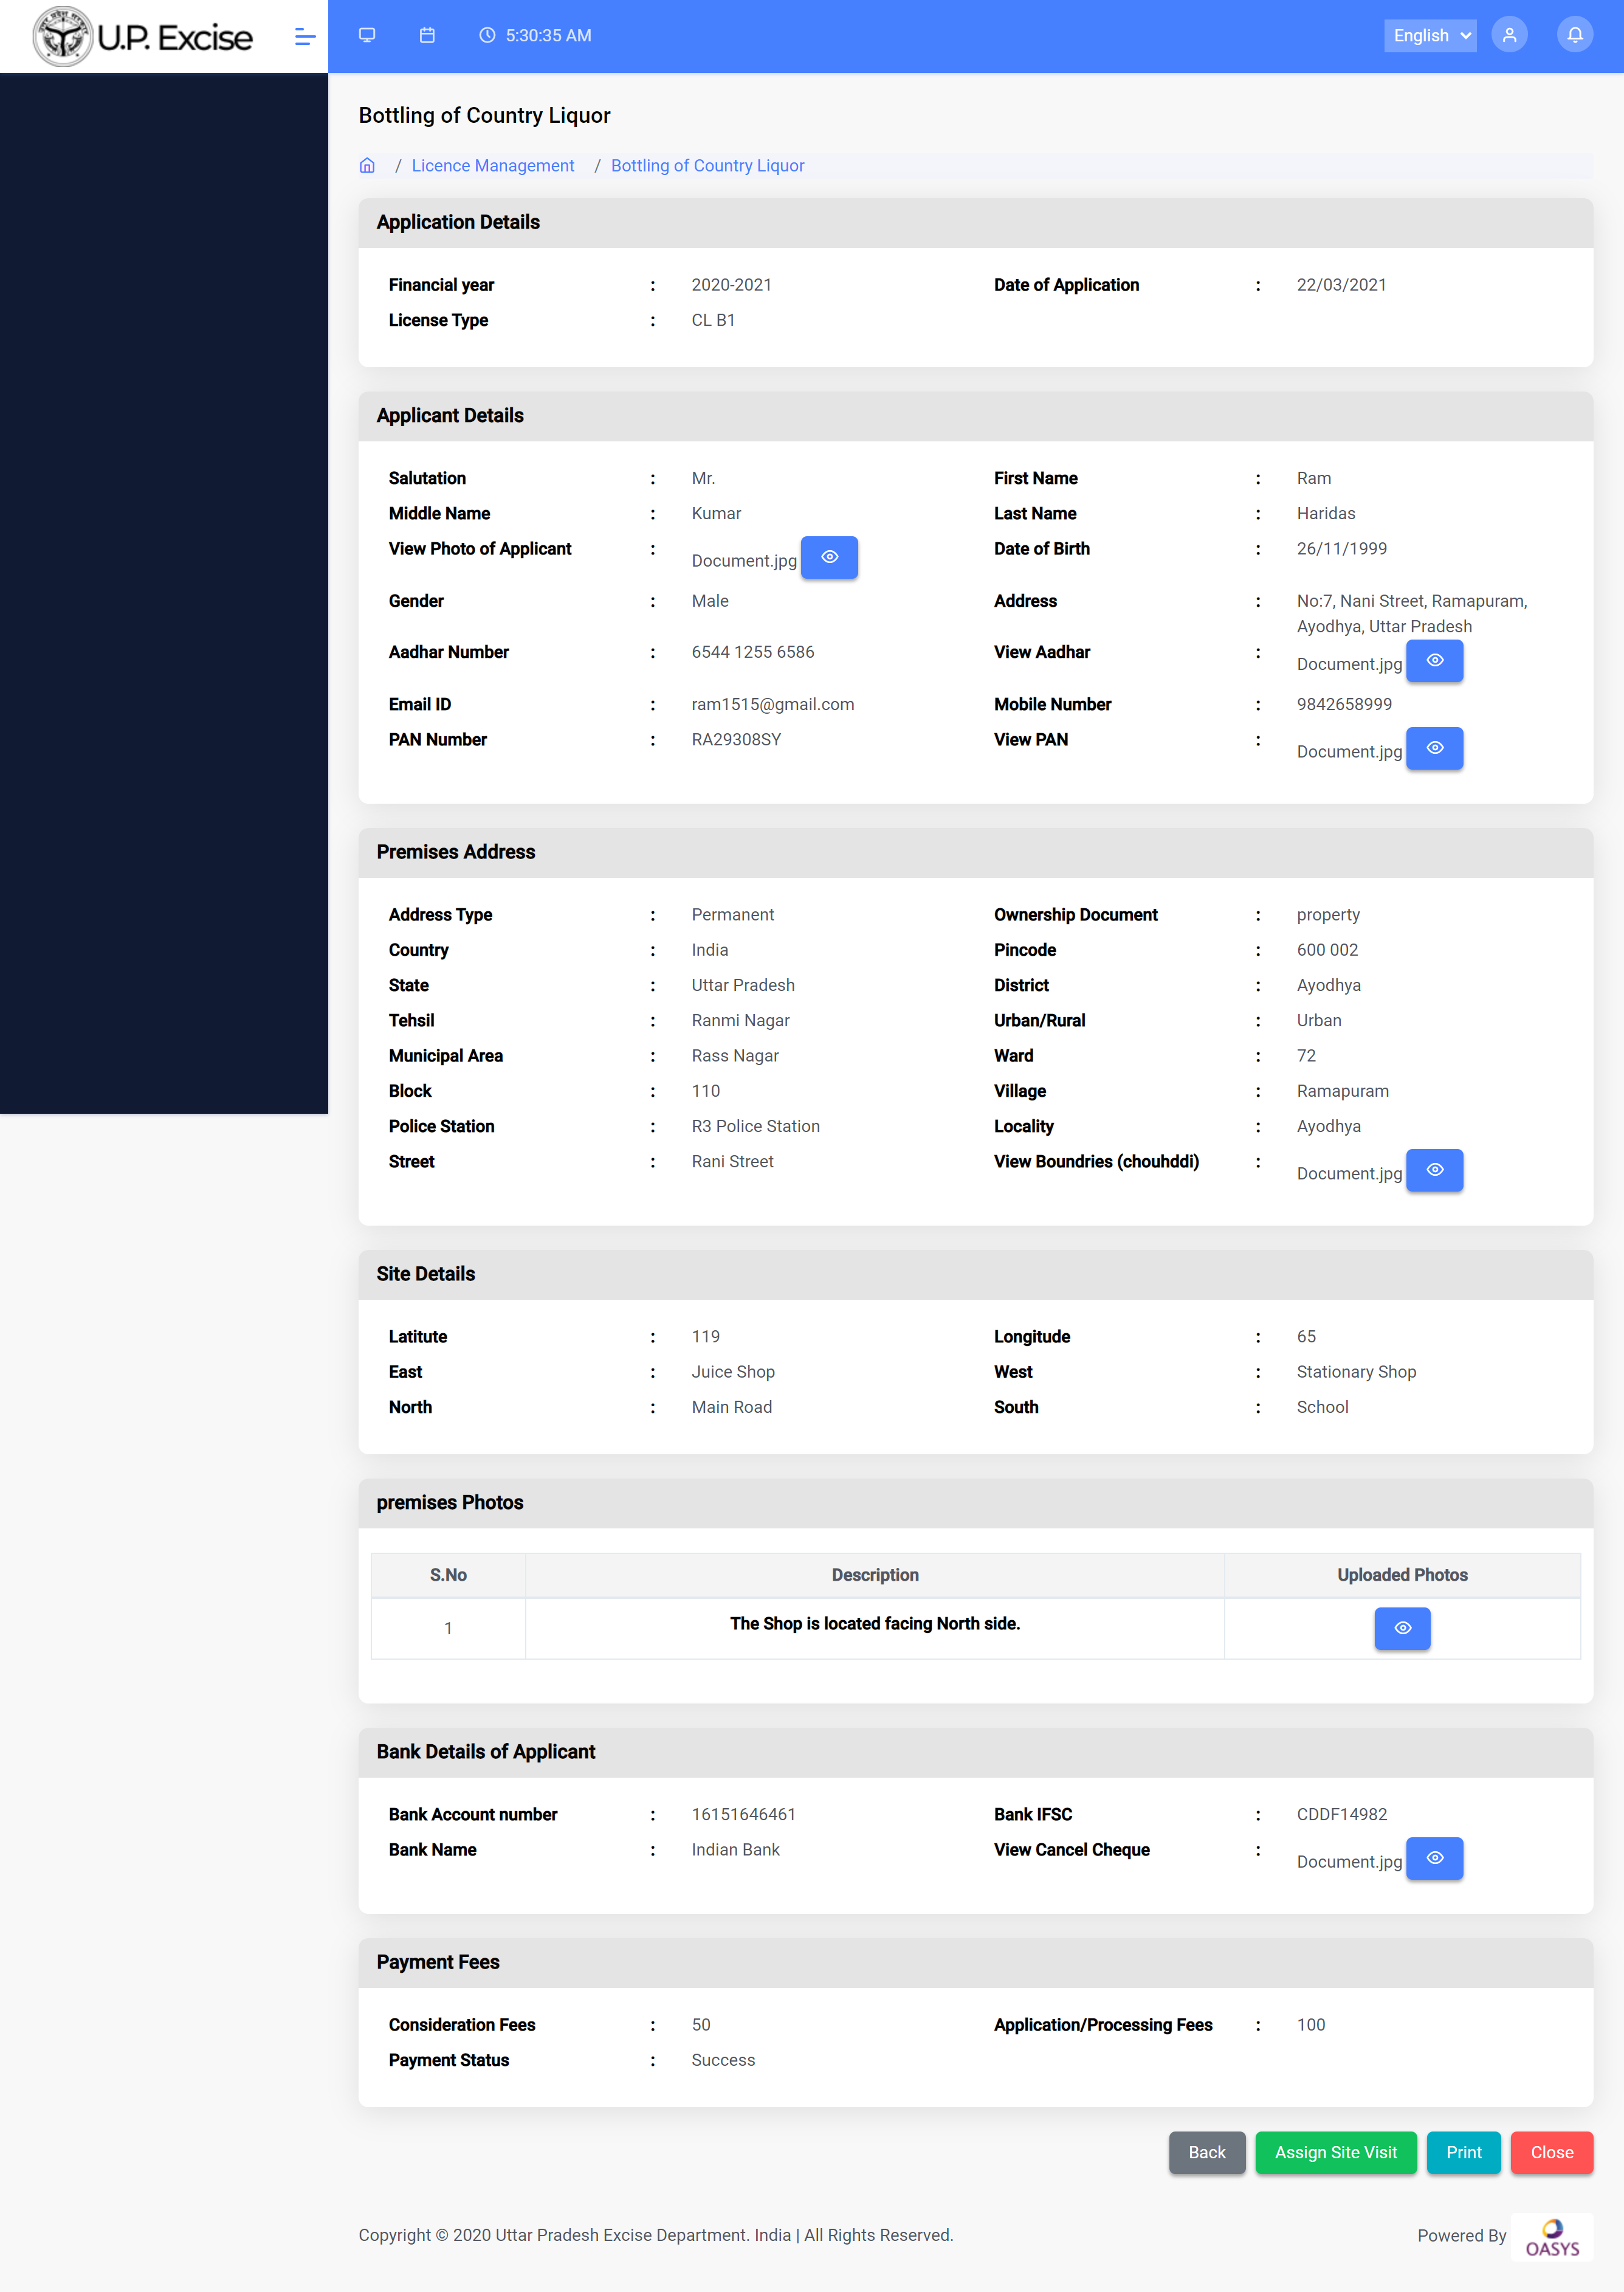 U.P. Excise
5:30:35 AM
English
Bottling of Country Liquor
/ Licence Management / Bottling of Country Liquor
Application Details
Financial year : 2020-2021 Date of Application : 22/03/2021
License Type : CL B1
Applicant Details
Salutation : Mr. First Name : Ram
Middle Name : Kumar Last Name : Haridas
View Photo of Applicant : Document.jpg Date of Birth : 26/11/1999
Gender : Male Address : No:7, Nani Street, Ramapuram,
Ayodhya, Uttar Pradesh
Aadhar Number : 6544 1255 6586 View Aadhar : Document.jpg
Email ID : ram1515@gmail.com Mobile Number : 9842658999
PAN Number : RA29308SY View PAN : Document.jpg
Premises Address
Address Type : Permanent Ownership Document : property
Country : India Pincode : 600 002
State : Uttar Pradesh District : Ayodhya
Tehsil : Ranmi Nagar Urban/Rural : Urban
Municipal Area : Rass Nagar Ward : 72
Block : 110 Village : Ramapuram
Police Station : R3 Police Station Locality : Ayodhya
Street : Rani Street View Boundries (chouhddi) : Document.jpg
Site Details
Latitute : 119 Longitude : 65
East : Juice Shop West : Stationary Shop
North : Main Road South : School
premises Photos
S.No Description Uploaded Photos
1 The Shop is located facing North side.
Bank Details of Applicant
Bank Account number : 16151646461 Bank IFSC : CDDF14982
Bank Name : Indian Bank View Cancel Cheque : Document.jpg
Payment Fees
Consideration Fees : 50 Application/Processing Fees : 100
Payment Status : Success
Back Assign Site Visit Print Close
Copyright © 2020 Uttar Pradesh Excise Department. India | All Rights Reserved. Powered By OASYS